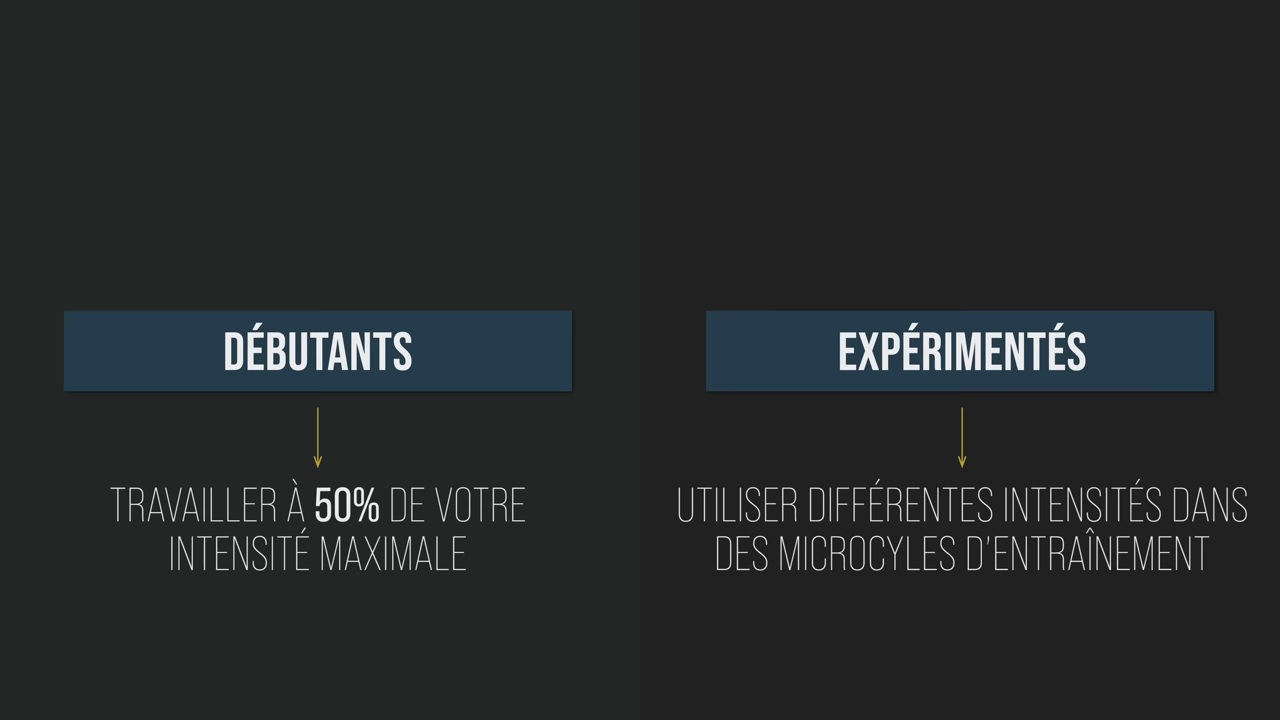 DÉBUTANTS
TRAVAILLER À 50% DE VOTRE
INTENSITÉ MAXIMALE
EXPÉRIMENTÉS
UTILISER DIFFÉRENTES INTENSITÉS DANS
DES MICROCYLES D'ENTRAÎNEMENT